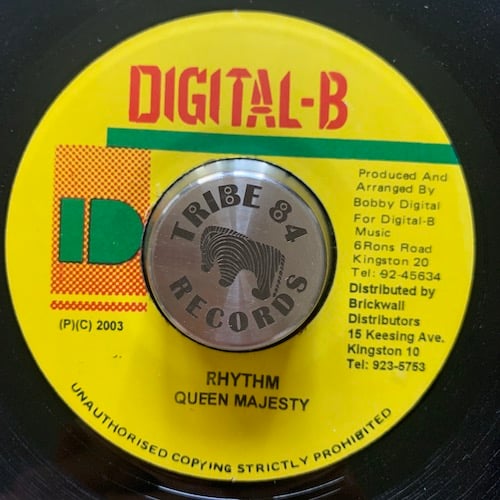 DIGITAL-B
D
TRIBE 84
RECORDS
Produced And
Arranged By
Bobby Digital
For Digital-B
Music
6Rons Road
Kingston 20
Tel: 92-45634
Distributed by
Brickwall
Distributors
15 Keesing Ave.
Kingston 10
Tel: 923-5753
(P)(C) 2003
RHYTHM
QUEEN MAJESTY
UNAUTHORISED COPYING STRICTLY PROHIBITED